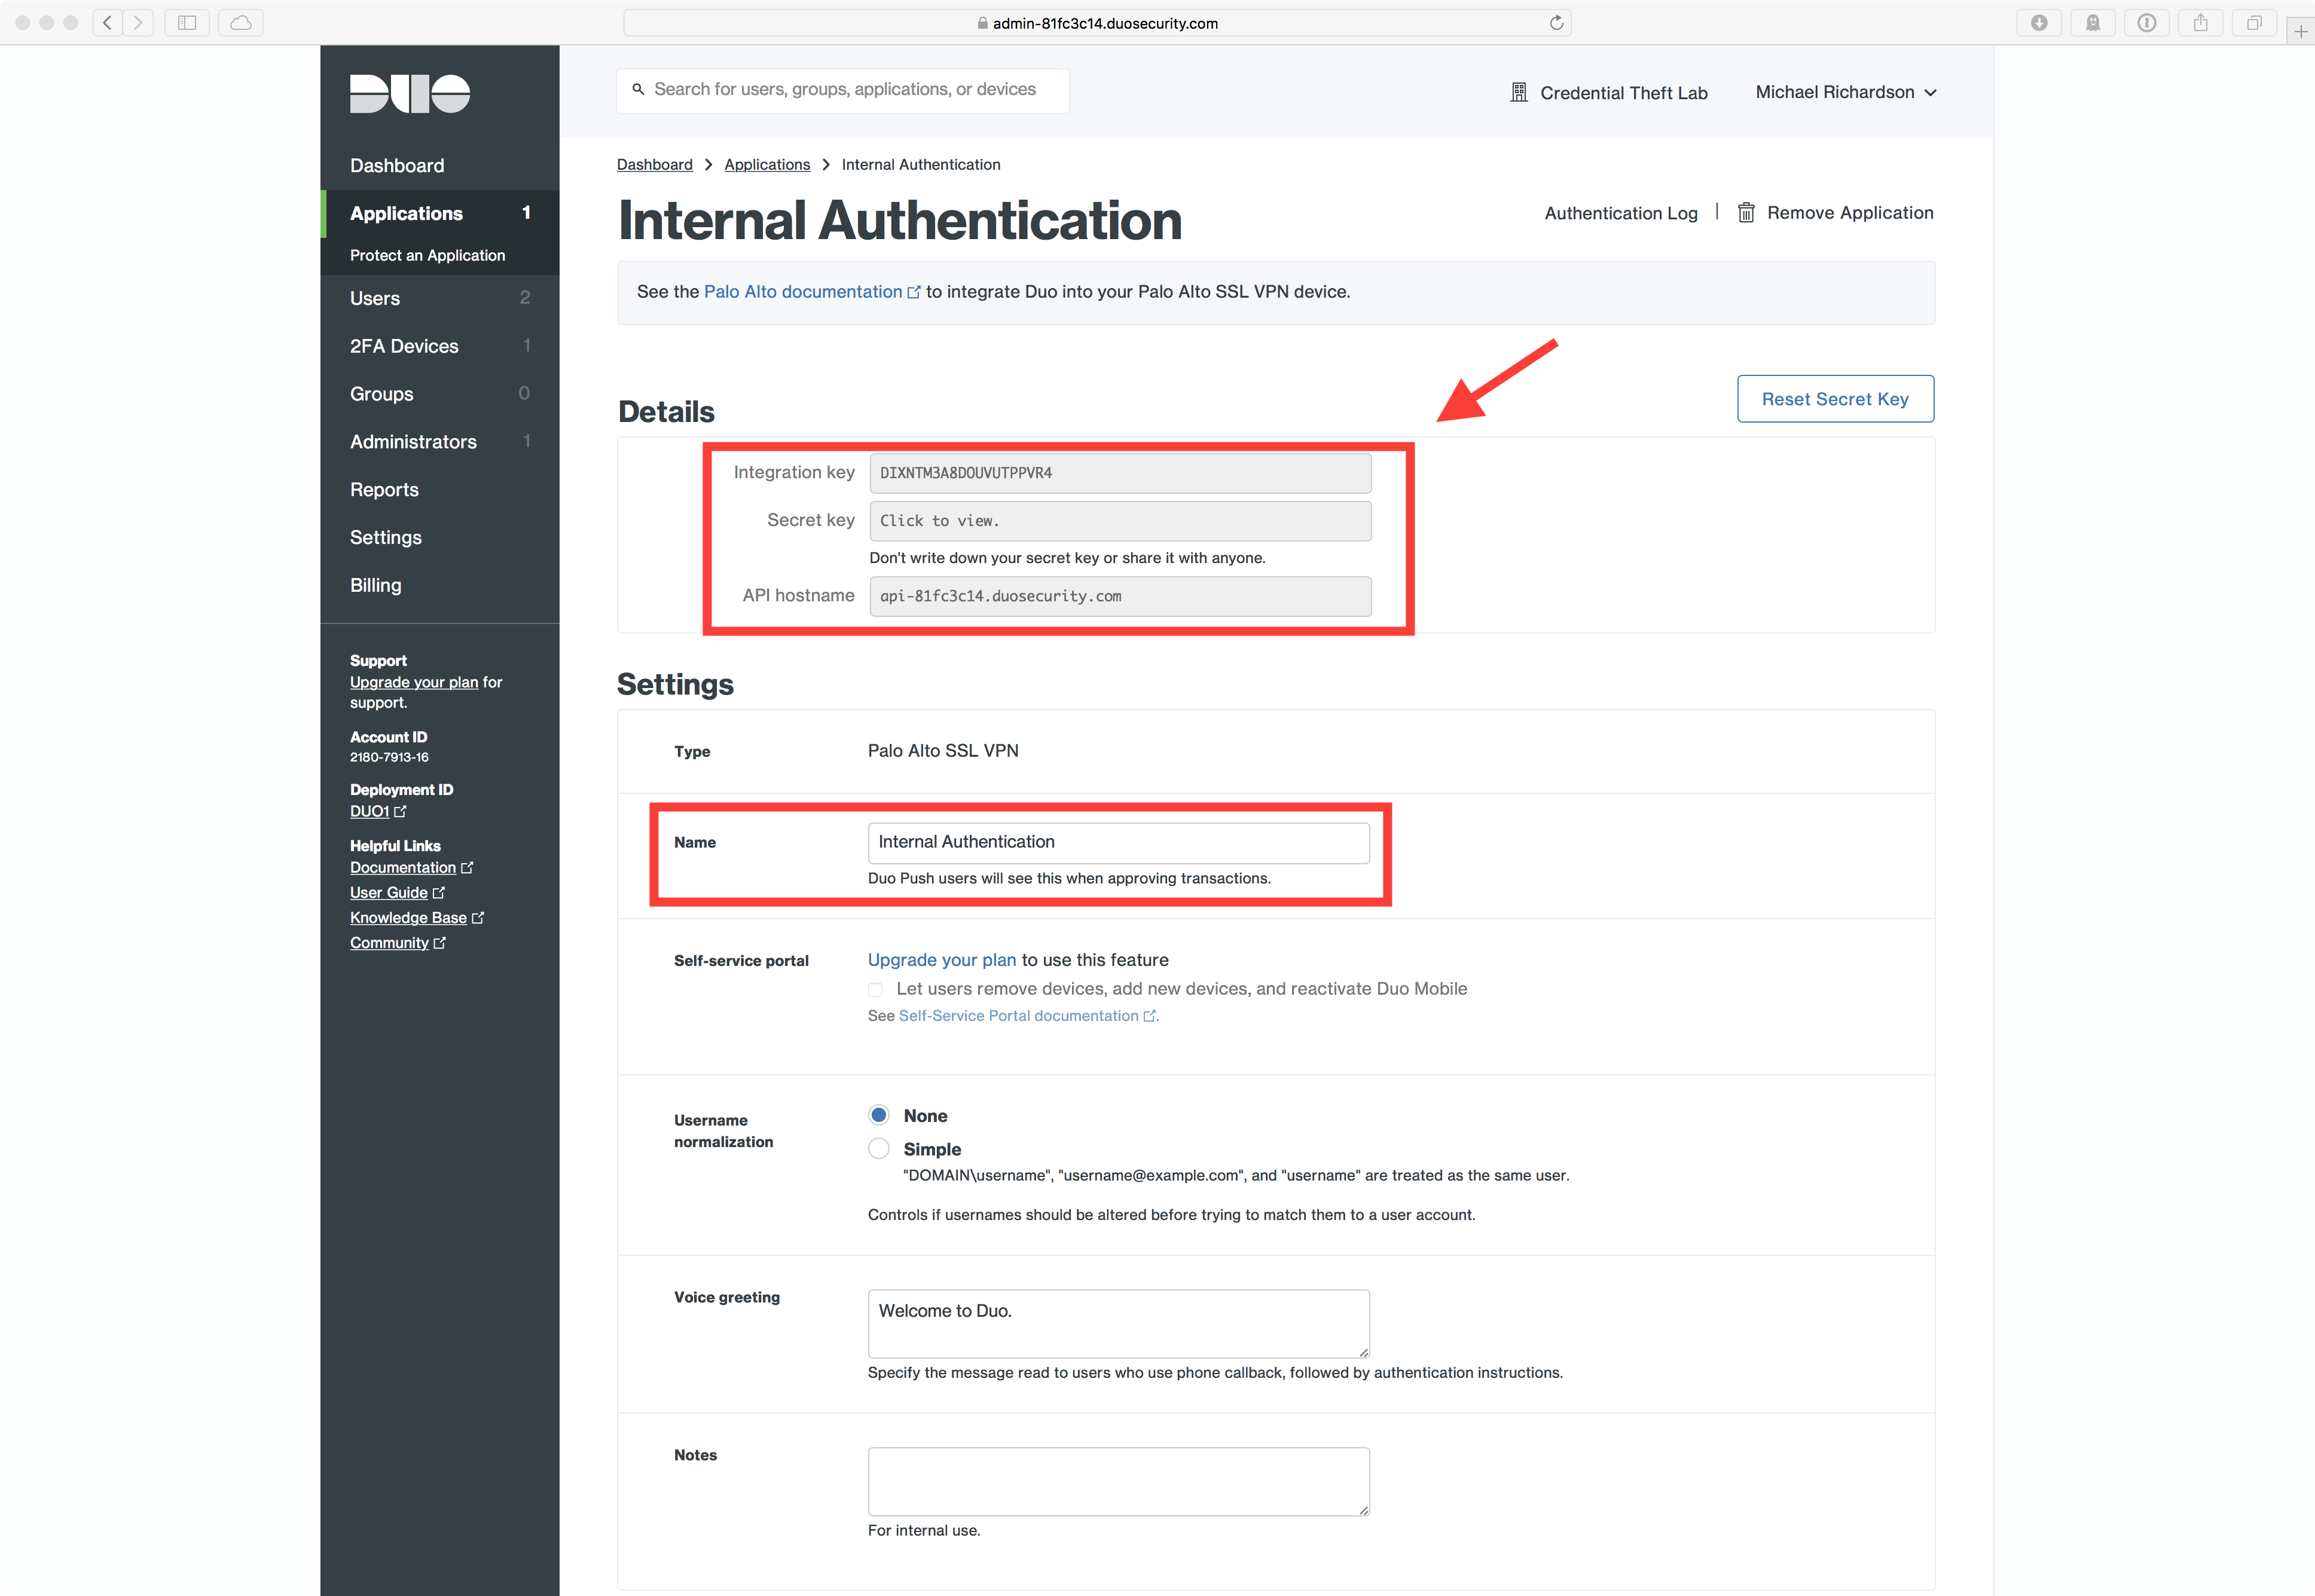 admin-81fc3c14.duosecurity.com
DUO
Search for users, groups, applications, or devices
Credential Theft Lab
Michael Richardson
Dashboard
Applications 1
Protect an Application
Users 2
2FA Devices 1
Groups 0
Administrators 1
Reports
Settings
Billing
Support
Upgrade your plan for
support.
Account ID
2180-7913-16
Deployment ID
DUO1
Helpful Links
Documentation
User Guide
Knowledge Base
Community
Dashboard > Applications > Internal Authentication
Internal Authentication
Authentication Log | Remove Application
See the Palo Alto documentation to integrate Duo into your Palo Alto SSL VPN device.
Details
Reset Secret Key
Integration key DIXNTM3A8DOUVUTPPVR4
Secret key Click to view.
Don't write down your secret key or share it with anyone.
API hostname api-81fc3c14.duosecurity.com
Settings
Type Palo Alto SSL VPN
Name Internal Authentication
Duo Push users will see this when approving transactions.
Self-service portal Upgrade your plan to use this feature
Let users remove devices, add new devices, and reactivate Duo Mobile
See Self-Service Portal documentation.
Username
normalization
None
Simple
"DOMAIN\username", "username@example.com", and "username" are treated as the same user.
Controls if usernames should be altered before trying to match them to a user account.
Voice greeting Welcome to Duo.
Specify the message read to users who use phone callback, followed by authentication instructions.
Notes
For internal use.